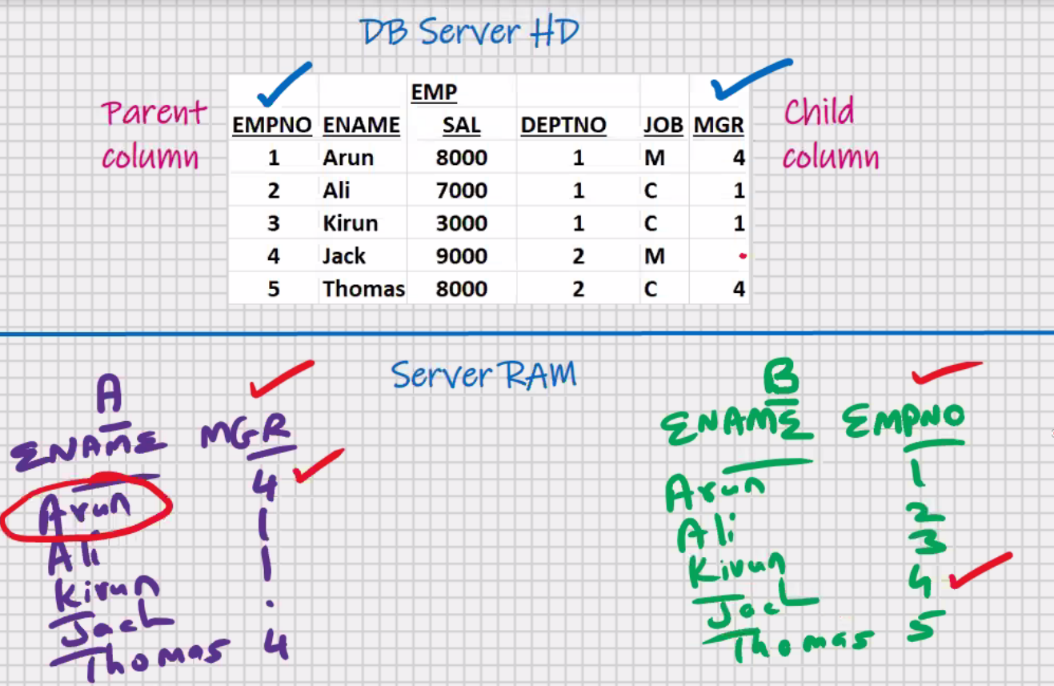 DB Server HD
Parent column
Child column
EMP
EMPNO ENAME SAL DEPTNO JOB MGR
1 Arun 8000 1 M 4
2 Ali 7000 1 C 1
3 Kirun 3000 1 C 1
4 Jack 9000 2 M .
5 Thomas 8000 2 C 4
Server RAM
A
ENAME MGR
Arun 4
Ali 1
Kirun 1
Jack .
Thomas 4
B
ENAME EMPNO
Arun 1
Ali 2
Kirun 3
Jack 4
Thomas 5